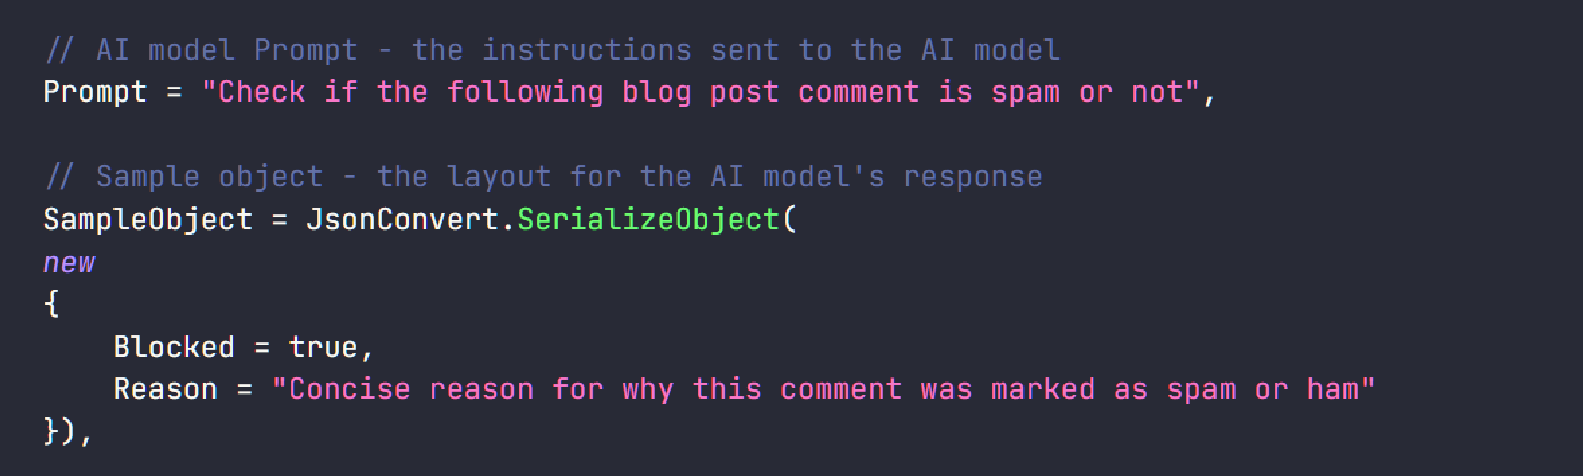 // AI model Prompt - the instructions sent to the AI model
Prompt = "Check if the following blog post comment is spam or not",
// Sample object - the layout for the AI model's response
SampleObject = JsonConvert.SerializeObject(
new
{
    Blocked = true,
    Reason = "Concise reason for why this comment was marked as spam or ham"
}),